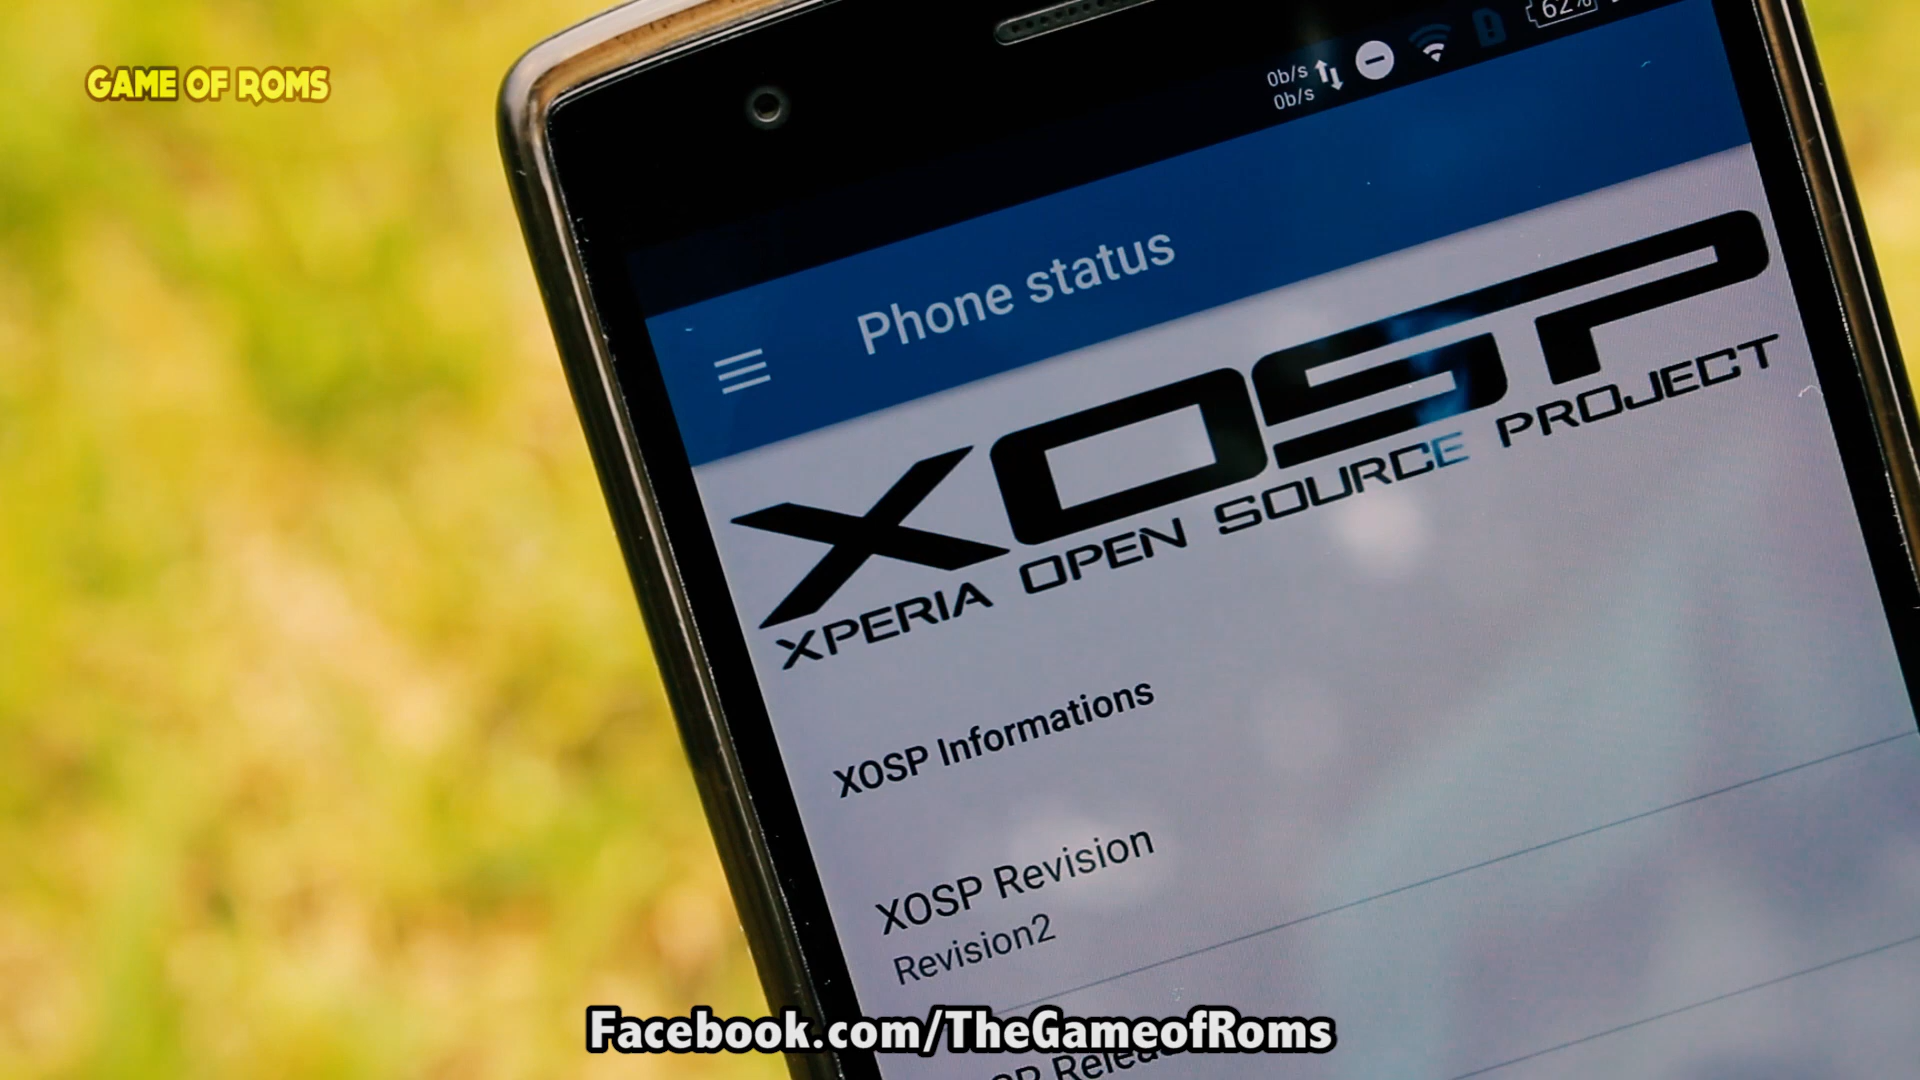 GAME OF ROMS
0b/s
0b/s
62%
Phone status
XOSP
XPERIA OPEN SOURCE PROJECT
XOSP Informations
XOSP Revision
Revision2
Facebook.com/TheGameofRoms